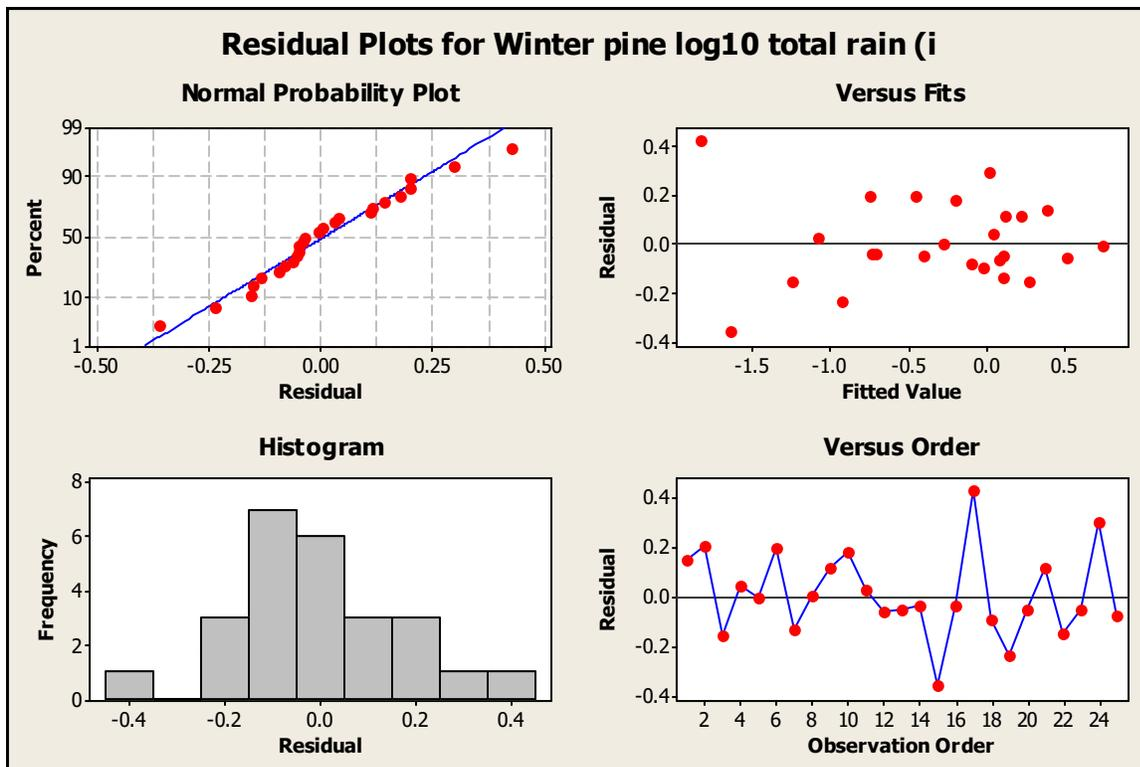 Residual Plots for Winter pine log10 total rain (i
Normal Probability Plot
99
90
50
10
1
Percent
-0.50 -0.25 0.00 0.25 0.50
Residual
Versus Fits
0.4
0.2
0.0
-0.2
-0.4
Residual
-1.5 -1.0 -0.5 0.0 0.5
Fitted Value
Histogram
8
6
4
2
0
Frequency
-0.4 -0.2 0.0 0.2 0.4
Residual
Versus Order
0.4
0.2
0.0
-0.2
-0.4
Residual
2 4 6 8 10 12 14 16 18 20 22 24
Observation Order